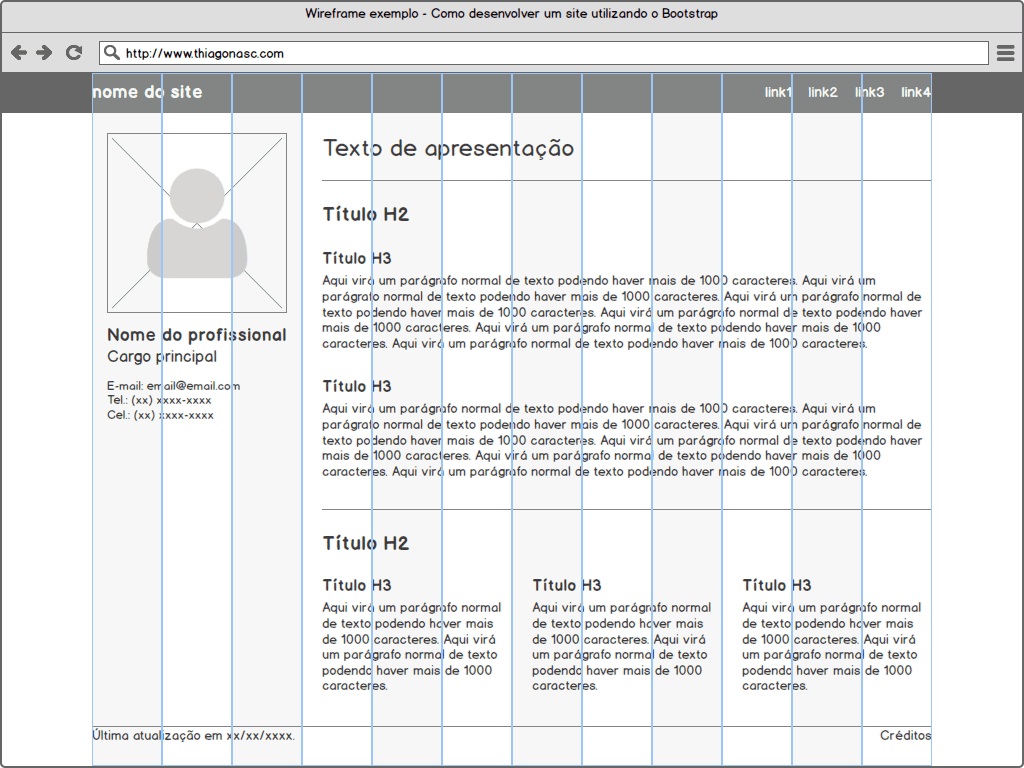 Wireframe exemplo - Como desenvolver um site utilizando o Bootstrap
http://www.thiagonasc.com
nome do site
link1 link2 link3 link4
Texto de apresentação
Nome do profissional
Cargo principal
E-mail: email@email.com
Tel.: (xx) xxxx-xxxx
Cel.: (xx) xxxx-xxxx
Título H2
Título H3
Aqui virá um parágrafo normal de texto podendo haver mais de 1000 caracteres. Aqui virá um
parágrafo normal de texto podendo haver mais de 1000 caracteres. Aqui virá um parágrafo normal de
texto podendo haver mais de 1000 caracteres. Aqui virá um parágrafo normal de texto podendo haver
mais de 1000 caracteres. Aqui virá um parágrafo normal de texto podendo haver mais de 1000
caracteres. Aqui virá um parágrafo normal de texto podendo haver mais de 1000 caracteres.
Título H3
Aqui virá um parágrafo normal de texto podendo haver mais de 1000 caracteres. Aqui virá um
parágrafo normal de texto podendo haver mais de 1000 caracteres. Aqui virá um parágrafo normal de
texto podendo haver mais de 1000 caracteres. Aqui virá um parágrafo normal de texto podendo haver
mais de 1000 caracteres. Aqui virá um parágrafo normal de texto podendo haver mais de 1000
caracteres. Aqui virá um parágrafo normal de texto podendo haver mais de 1000 caracteres.
Título H2
Título H3
Aqui virá um parágrafo normal
de texto podendo haver mais
de 1000 caracteres. Aqui virá
um parágrafo normal de texto
podendo haver mais de 1000
caracteres.
Título H3
Aqui virá um parágrafo normal
de texto podendo haver mais
de 1000 caracteres. Aqui virá
um parágrafo normal de texto
podendo haver mais de 1000
caracteres.
Título H3
Aqui virá um parágrafo normal
de texto podendo haver mais
de 1000 caracteres. Aqui virá
um parágrafo normal de texto
podendo haver mais de 1000
caracteres.
Última atualização em xx/xx/xxxx.
Créditos